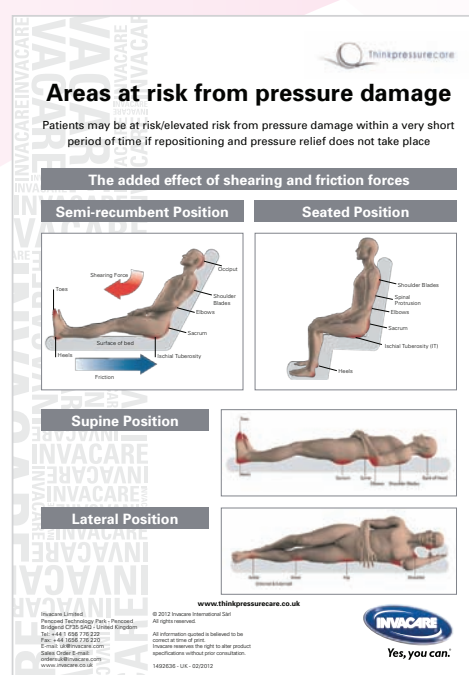 Thinkpressurecare
Areas at risk from pressure damage
Patients may be at risk/elevated risk from pressure damage within a very short
period of time if repositioning and pressure relief does not take place
The added effect of shearing and friction forces
Semi-recumbent Position
Seated Position
Shearing Force
Toes
Occiput
Shoulder
Blades
Elbows
Sacrum
Surface of bed
Heels
Ischial Tuberosity
Friction
Shoulder Blades
Spinal
Protrusion
Elbows
Sacrum
Ischial Tuberosity (IT)
Heels
Supine Position
Toes
Heels
Sacrum
Elbows
Shoulder Blades
Back of Head
Lateral Position
Knee
Hip
Shoulder
www.thinkpressurecare.co.uk
Invacare Limited
Pencoed Technology Park - Pencoed
Bridgend CF35 5AQ - United Kingdom
Tel: +44 1 656 776 222
Fax: +44 1656 776 220
E-mail: uk@invacare.com
Sales Order E-mail:
ordersuk@invacare.com
www.invacare.co.uk
© 2012 Invacare International Sàrl
All rights reserved.
All information quoted is believed to be
correct at time of print.
Invacare reserves the right to alter product
specifications without prior consultation.
1492636 - UK - 02/2012
INVACARE
Yes, you can.